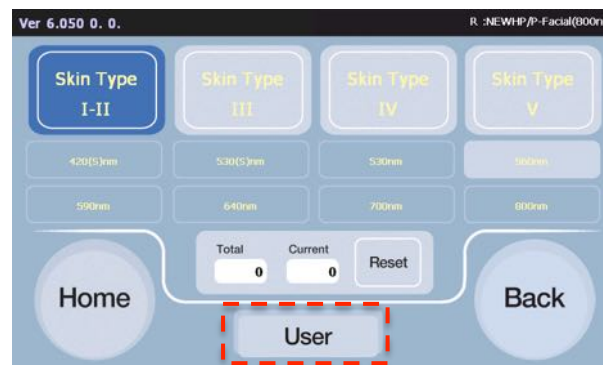 Ver 6.050 0. 0.
R :NEWHP/P-Facial(800n
Skin Type
I-II
Skin Type
III
Skin Type
IV
Skin Type
V
420(S)nm
530(S)nm
530nm
560nm
590nm
640nm
700nm
800nm
Total
Current
0
0
Reset
Home
User
Back